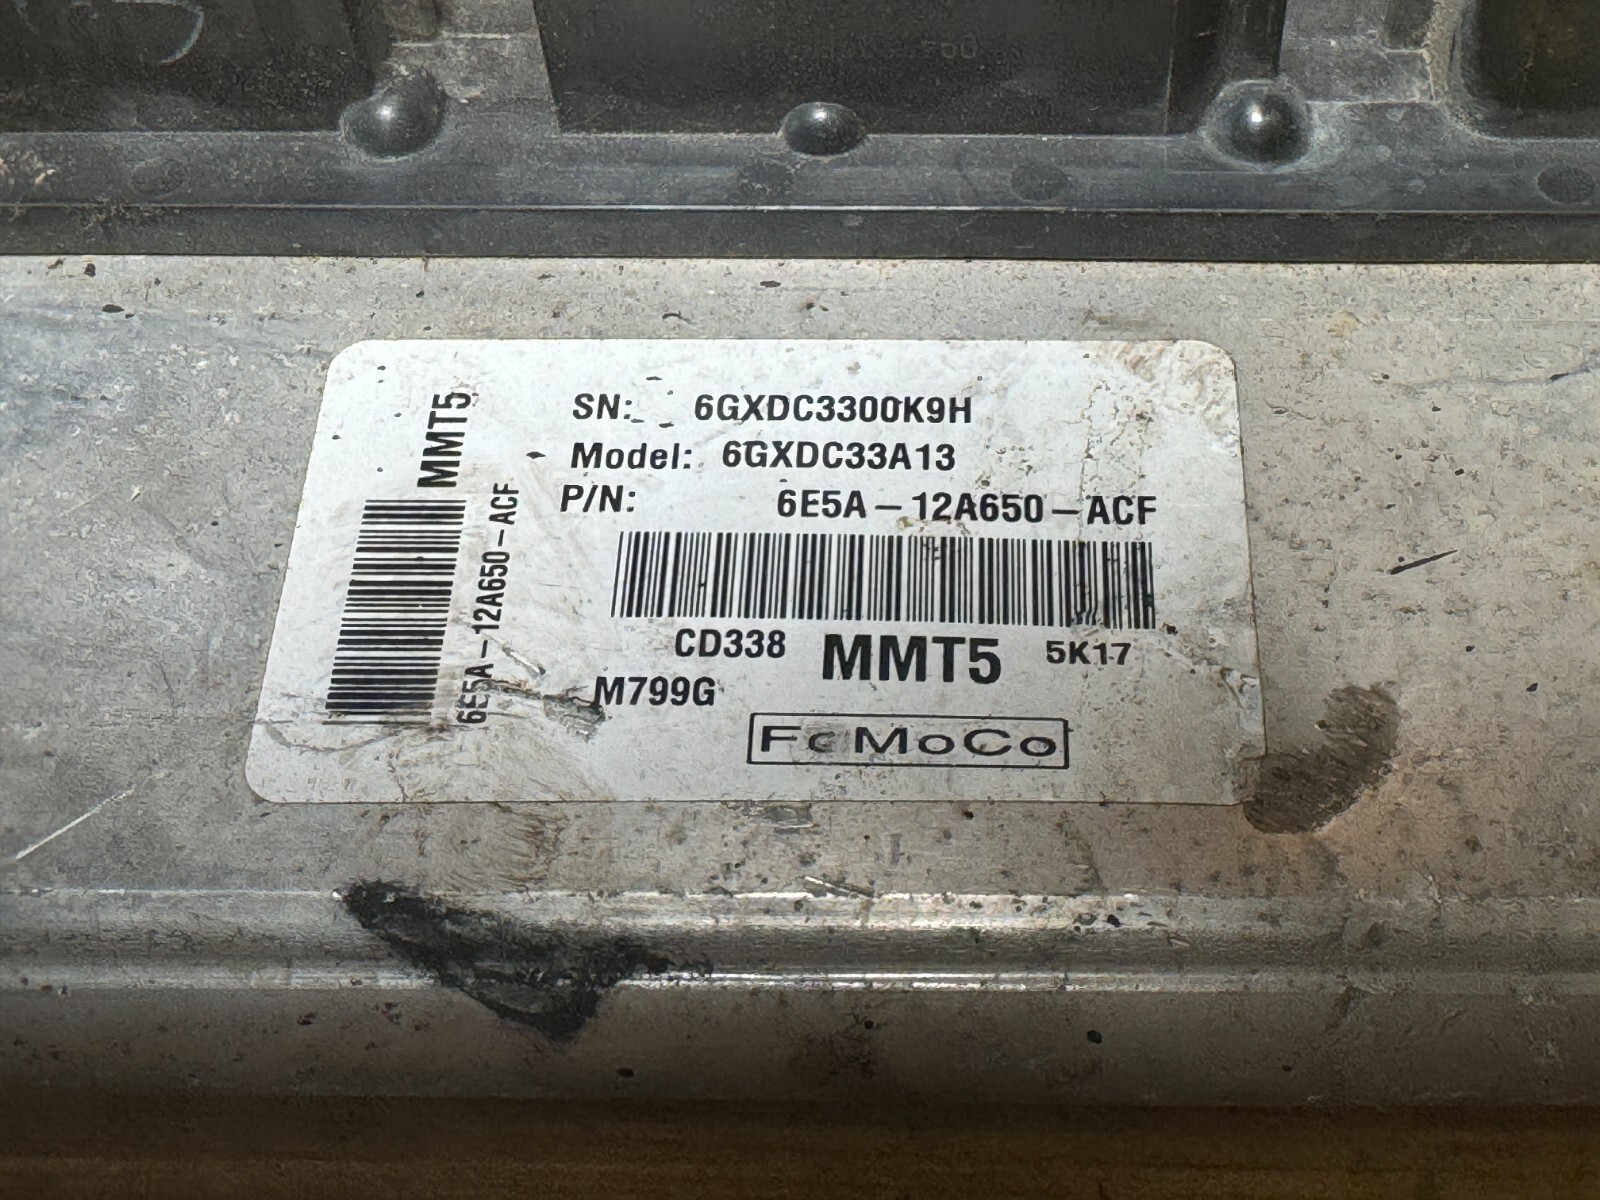 SN: 6GXDC3300K9H
Model: 6GXDC33A13
P/N: 6E5A-12A650-ACF
CD338 MMT5 5K17
M799G
FoMoCo
MMT5
6E5A-12A650-ACF